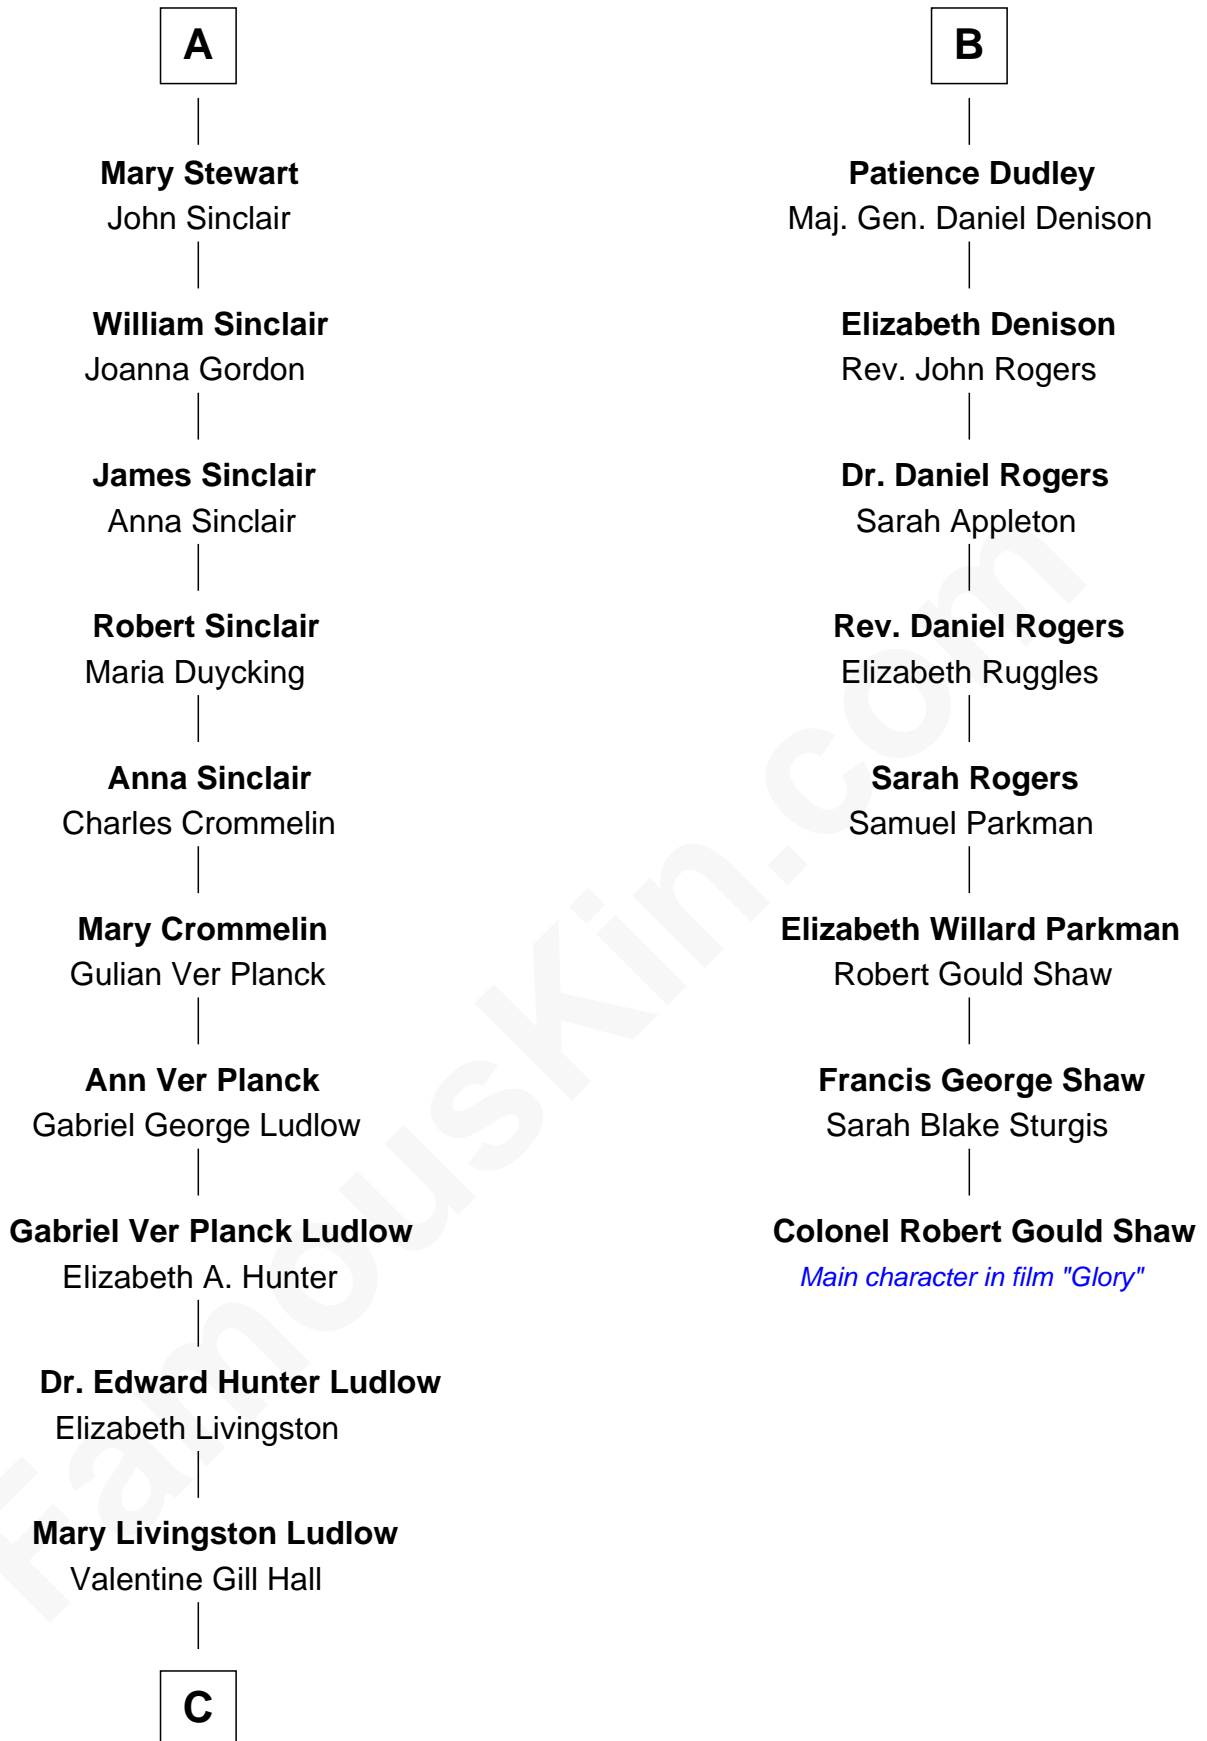 A
Mary Stewart
John Sinclair
William Sinclair
Joanna Gordon
James Sinclair
Anna Sinclair
Robert Sinclair
Maria Duycking
Anna Sinclair
Charles Crommelin
Mary Crommelin
Gulian Ver Planck
Ann Ver Planck
Gabriel George Ludlow
Gabriel Ver Planck Ludlow
Elizabeth A. Hunter
Dr. Edward Hunter Ludlow
Elizabeth Livingston
Mary Livingston Ludlow
Valentine Gill Hall
C
B
Patience Dudley
Maj. Gen. Daniel Denison
Elizabeth Denison
Rev. John Rogers
Dr. Daniel Rogers
Sarah Appleton
Rev. Daniel Rogers
Elizabeth Ruggles
Sarah Rogers
Samuel Parkman
Elizabeth Willard Parkman
Robert Gould Shaw
Francis George Shaw
Sarah Blake Sturgis
Colonel Robert Gould Shaw
Main character in film "Glory"
FamousKin.com